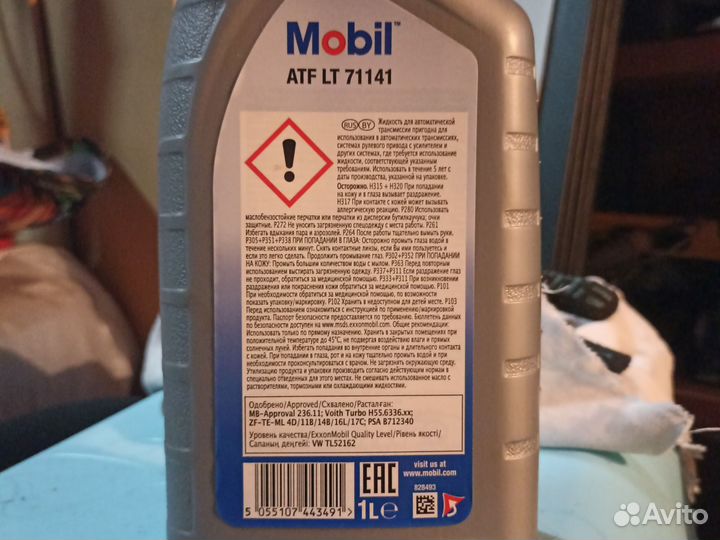 Mobil™
ATF LT 71141
RUS BY Жидкость для автоматической
трансмиссии пригодна для
использования в автоматических трансмиссиях,
системах рулевого привода с усилителем и
других системах, где требуется использование
жидкости, соответствующей указанным
требованиям. Использовать в течение 5 лет с
даты производства, указанной на упаковке.
Осторожно. H315 + H320 При попадании
на кожу и в глаза вызывает раздражение.
H317 При контакте с кожей может вызывать
аллергическую реакцию. P280 Использовать
маслобензостойкие перчатки или перчатки из дисперсии бутилкаучука; очки
защитные. P272 Не уносить загрязненную спецодежду с места работы. P261
Избегать вдыхания пара и аэрозолей. P264 После работы тщательно вымыть руки.
P305+P351+P338 ПРИ ПОПАДАНИИ В ГЛАЗА: Осторожно промыть глаза водой в
течение нескольких минут. Снять контактные линзы, если Вы ими пользуетесь и
если это легко сделать. Продолжить промывание глаз. P302+P352 ПРИ ПОПАДАНИИ
НА КОЖУ: Промыть большим количеством воды с мылом. P363 Перед повторным
использованием выстирать загрязненную одежду. P337+P311 Если раздражение глаз
не проходит, обратиться за медицинской помощью. P333+P311 При возникновении
раздражения или покраснения кожи обратиться за медицинской помощью. P101
При необходимости обратиться за медицинской помощью, по возможности
показать упаковку/маркировку. P102 Хранить в недоступном для детей месте. P103
Перед использованием ознакомиться с инструкцией по применению/маркировкой
продукта. Паспорт безопасности предоставляется по требованию. Бюллетень данных
по безопасности доступен на www.msds.exxonmobil.com. Общие рекомендации:
Использовать только по прямому назначению. Хранить в закрытых помещениях при
положительной температуре до 45°C, не подвергая воздействию влаги и прямых
солнечных лучей. Избегать попадания во внутренние органы и длительного контакта
с кожей. При попадании в глаза, рот и на кожу тщательно промыть водой и при
необходимости проконсультироваться с врачом. Не загрязнять окружающую среду.
Утилизацию продукта и упаковки производить согласно действующим нормам в
специально отведенных для этого местах. Не смешивать отработанное масло с
растворителями, тормозными или охлаждающими жидкостями.
Одобрено/Approved/Схвалено/Расталған:
MB-Approval 236.11; Voith Turbo H55.6336.xx;
ZF-TE-ML 4D/11B/14B/16L/17C; PSA B712340
Уровень качества/ExxonMobil Quality Level/Рівень якості/
Сапаның деңгейі: VW TL52162
5 055107 443491
EAC
1L e
visit us at
www.mobil.com
828493
Avito